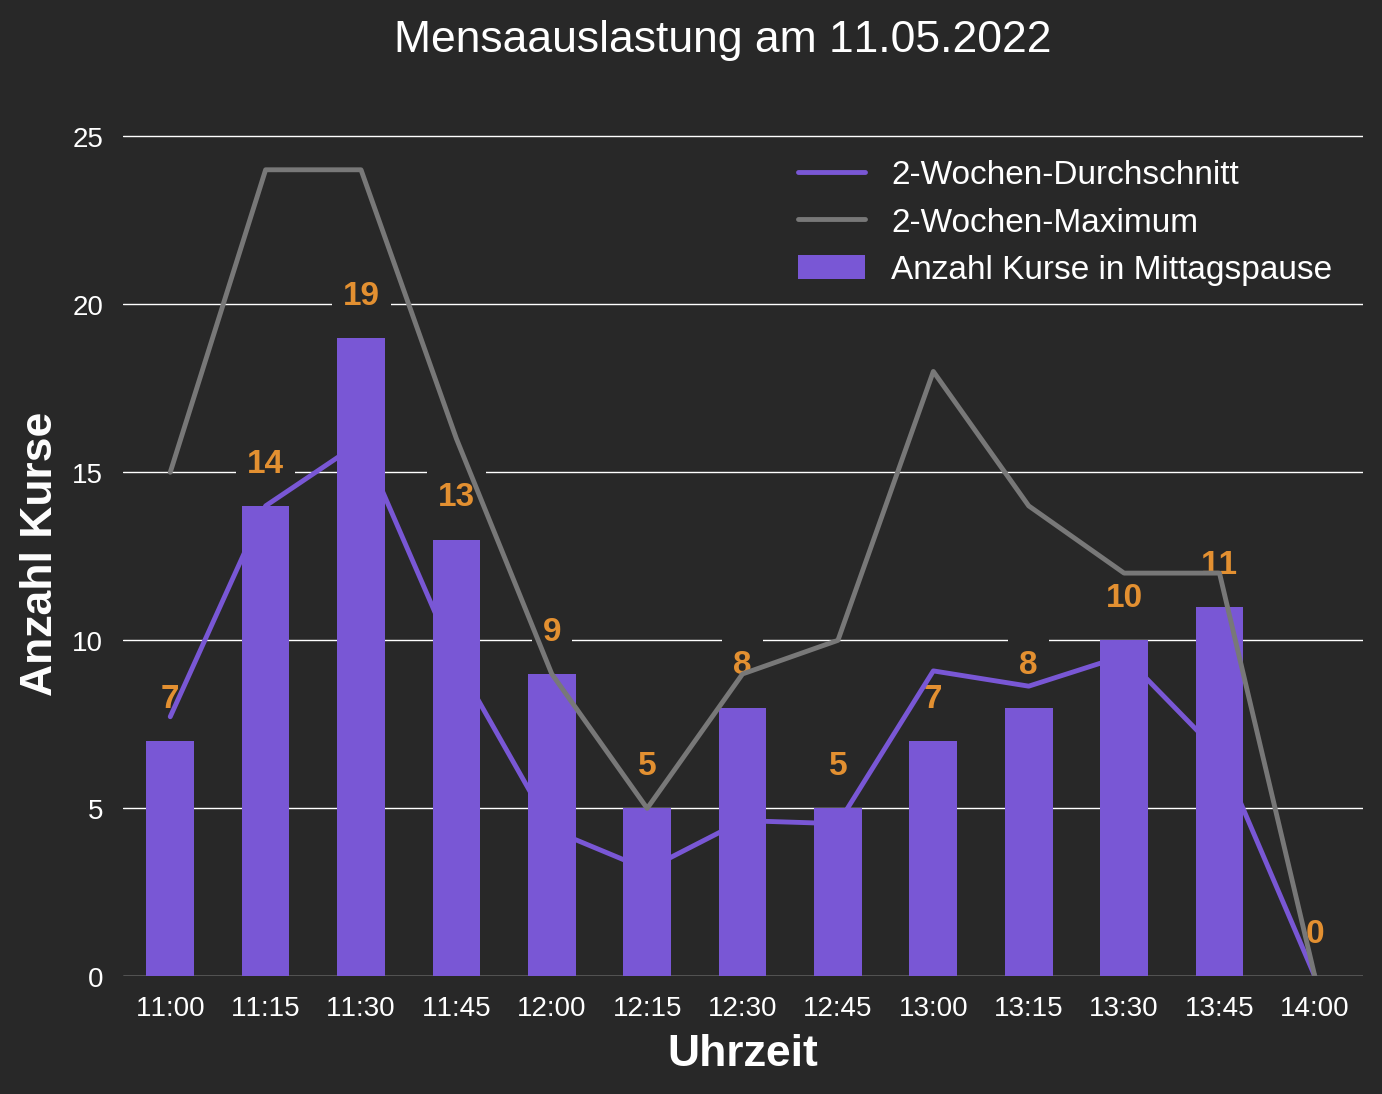 Mensaauslastung am 11.05.2022
25
20
15
10
5
0
Anzahl Kurse
2-Wochen-Durchschnitt
2-Wochen-Maximum
Anzahl Kurse in Mittagspause
7
14
19
13
9
5
8
5
7
8
10
11
0
11:00 11:15 11:30 11:45 12:00 12:15 12:30 12:45 13:00 13:15 13:30 13:45 14:00
Uhrzeit